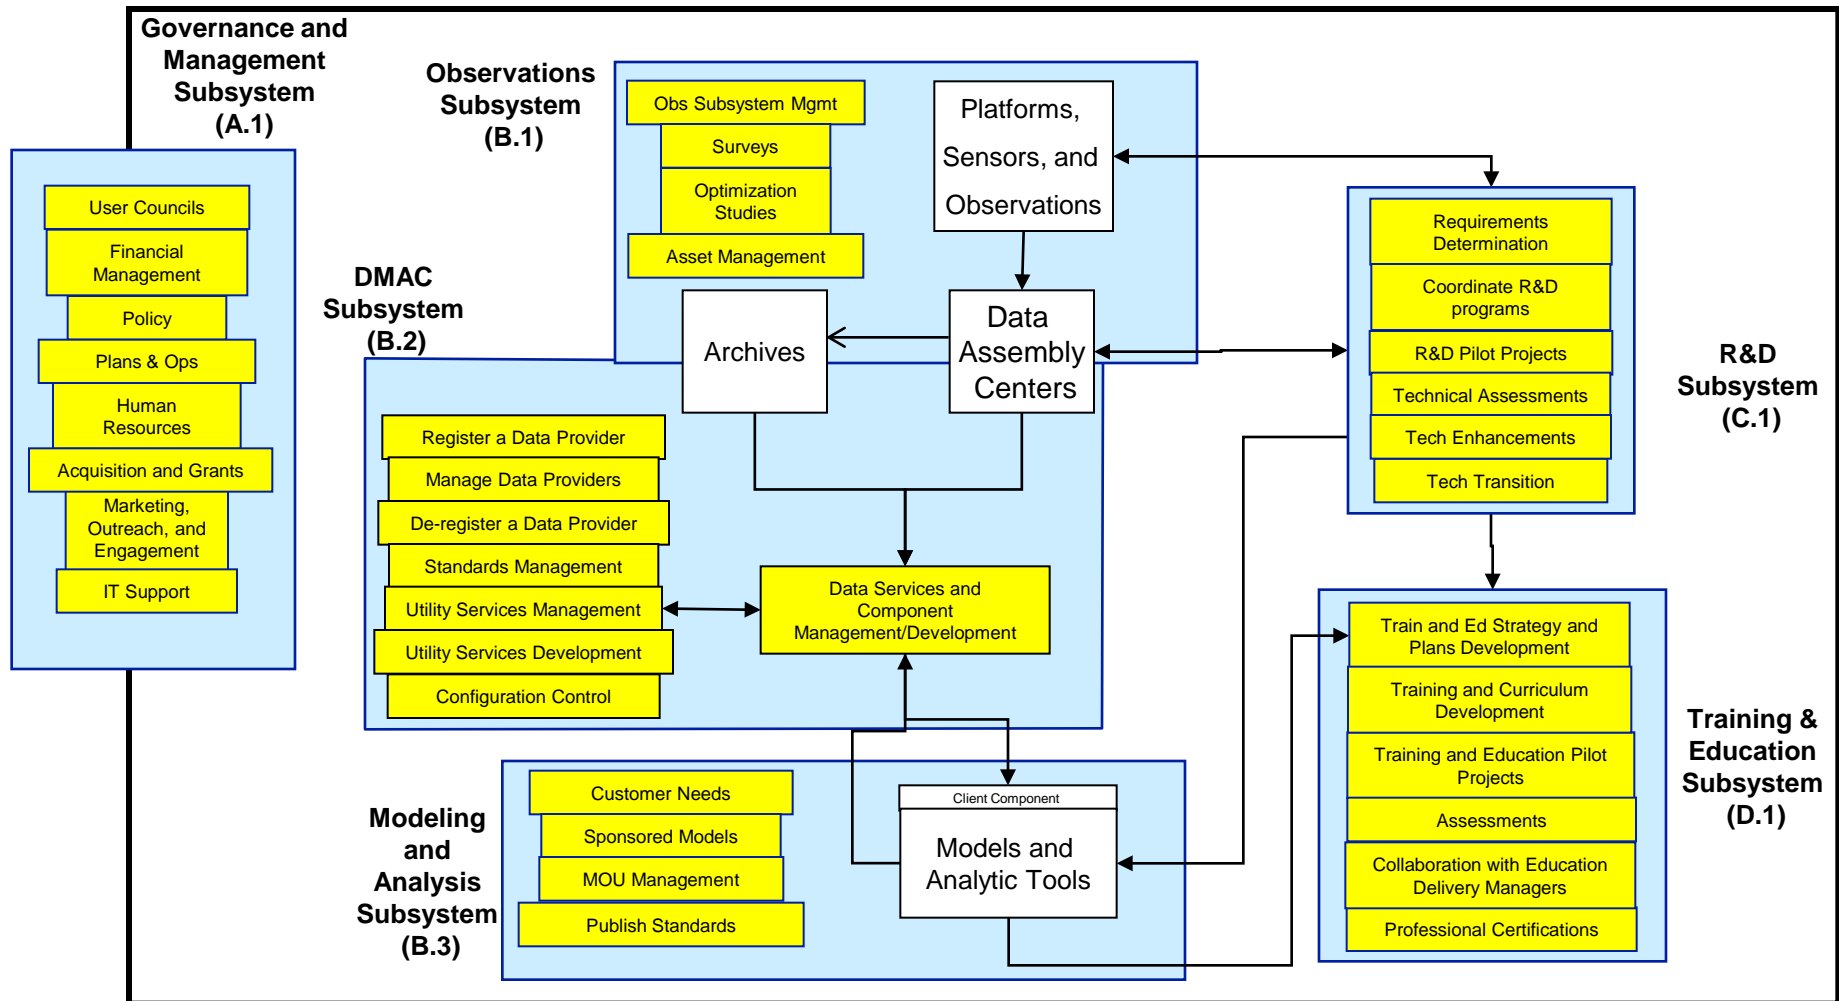 Governance and
Management
Subsystem
(A.1)
User Councils
Financial
Management
Policy
Plans & Ops
Human
Resources
Acquisition and Grants
Marketing,
Outreach, and
Engagement
IT Support
Observations
Subsystem
(B.1)
Obs Subsystem Mgmt
Surveys
Optimization
Studies
Asset Management
Platforms,
Sensors, and
Observations
DMAC
Subsystem
(B.2)
Archives
Data
Assembly
Centers
Register a Data Provider
Manage Data Providers
De-register a Data Provider
Standards Management
Utility Services Management
Utility Services Development
Configuration Control
Data Services and
Component
Management/Development
Modeling
and
Analysis
Subsystem
(B.3)
Customer Needs
Sponsored Models
MOU Management
Publish Standards
Client Component
Models and
Analytic Tools
Requirements
Determination
Coordinate R&D
programs
R&D Pilot Projects
Technical Assessments
Tech Enhancements
Tech Transition
R&D
Subsystem
(C.1)
Train and Ed Strategy and
Plans Development
Training and Curriculum
Development
Training and Education Pilot
Projects
Assessments
Collaboration with Education
Delivery Managers
Professional Certifications
Training &
Education
Subsystem
(D.1)